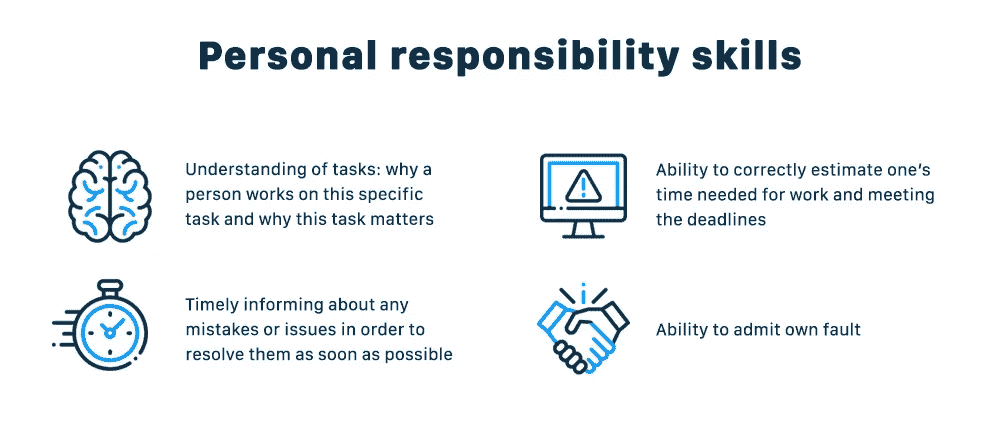 Personal responsibility skills
Understanding of tasks: why a
person works on this specific
task and why this task matters
Ability to correctly estimate one's
time needed for work and meeting
the deadlines
Timely informing about any
mistakes or issues in order to
resolve them as soon as possible
Ability to admit own fault